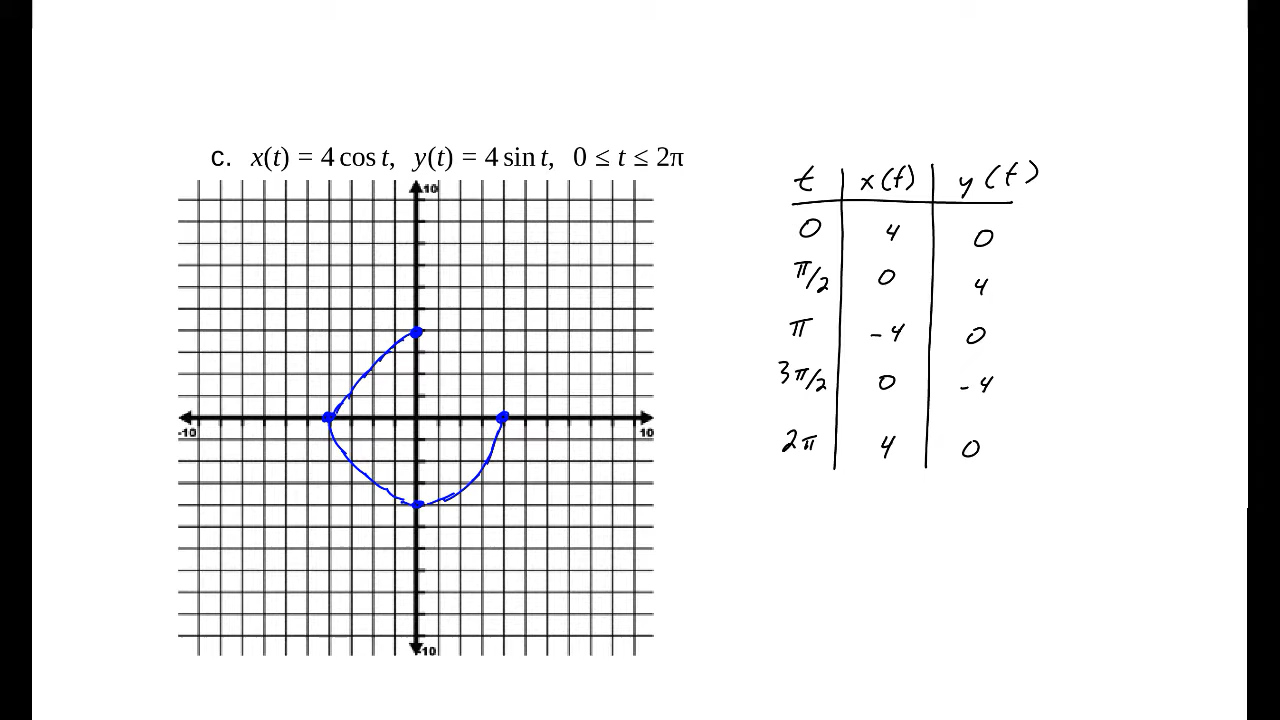 c. x(t) = 4 cos t, y(t) = 4 sin t, 0 ≤ t ≤ 2π
t x(t) y(t)
0 4 0
π/2 0 4
π -4 0
3π/2 0 -4
2π 4 0
10
-10 10
-10